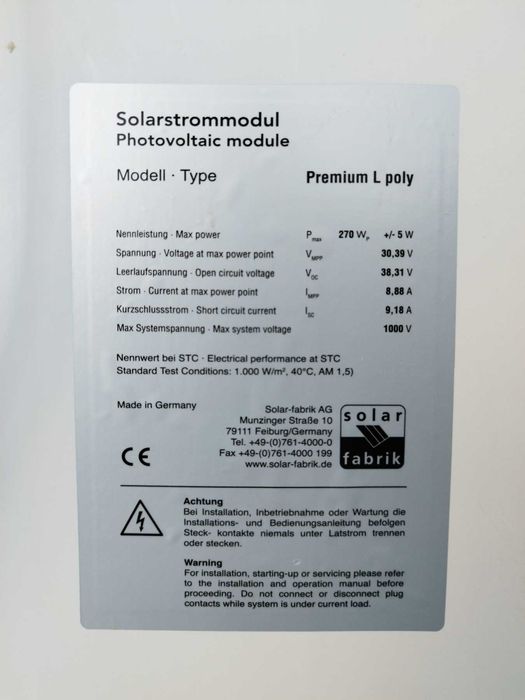 Solarstrommodul
Photovoltaic module
Modell · Type Premium L poly
Nennleistung · Max power Pmax 270 WP +/- 5 W
Spannung · Voltage at max power point VMPP 30,39 V
Leerlaufspannung · Open circuit voltage VOC 38,31 V
Strom · Current at max power point IMPP 8,88 A
Kurzschlussstrom · Short circuit current ISC 9,18 A
Max Systemspannung · Max system voltage 1000 V
Nennwert bei STC · Electrical performance at STC
Standard Test Conditions: 1.000 W/m², 40°C, AM 1,5)
Made in Germany
Solar-fabrik AG
Munzinger Straße 10
79111 Feiburg/Germany
Tel. +49-(0)761-4000-0
Fax +49-(0)761-4000 199
www.solar-fabrik.de
solar
fabrik
CE
Achtung
Bei Installation, Inbetriebnahme oder Wartung die
Installations- und Bedienungsanleitung befolgen
Steck- kontakte niemals unter Latstrom trennen
oder stecken.
Warning
For installation, starting-up or servicing please refer
to the installation and operation manual before
proceeding. Do not connect or disconnect plug
contacts while system is under current load.